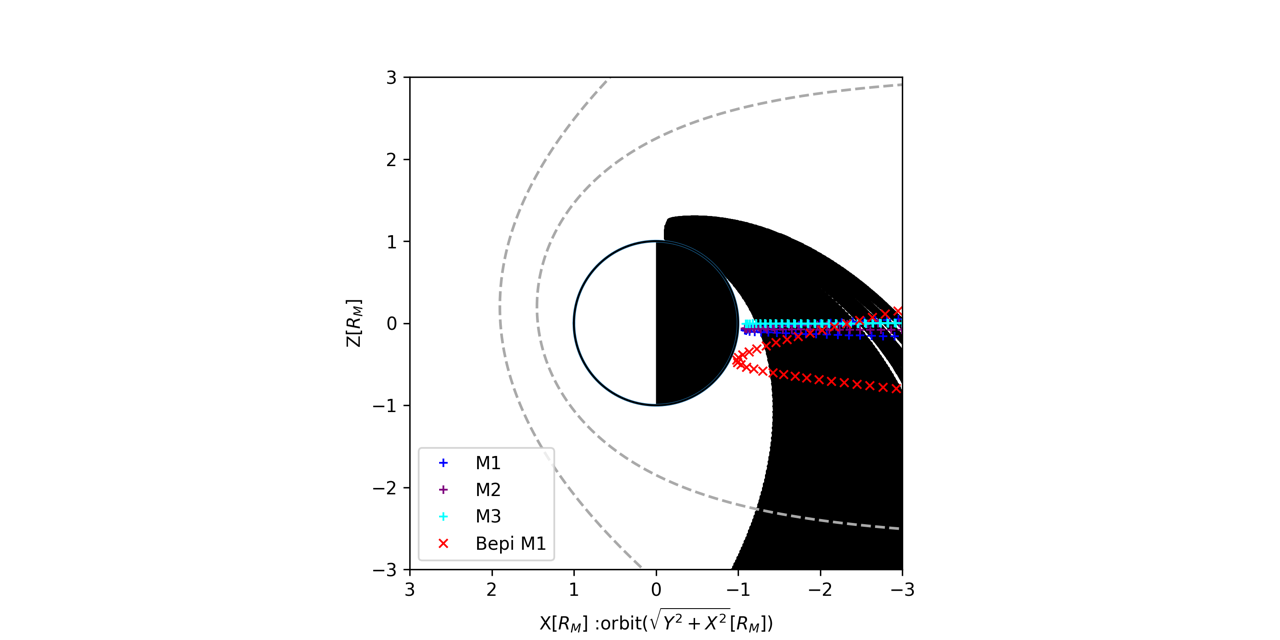 3
2
1
0
−1
−2
−3
Z[R_M]
M1
M2
M3
Bepi M1
3 2 1 0 −1 −2 −3
X[R_M] :orbit(√Y² + X² [R_M])